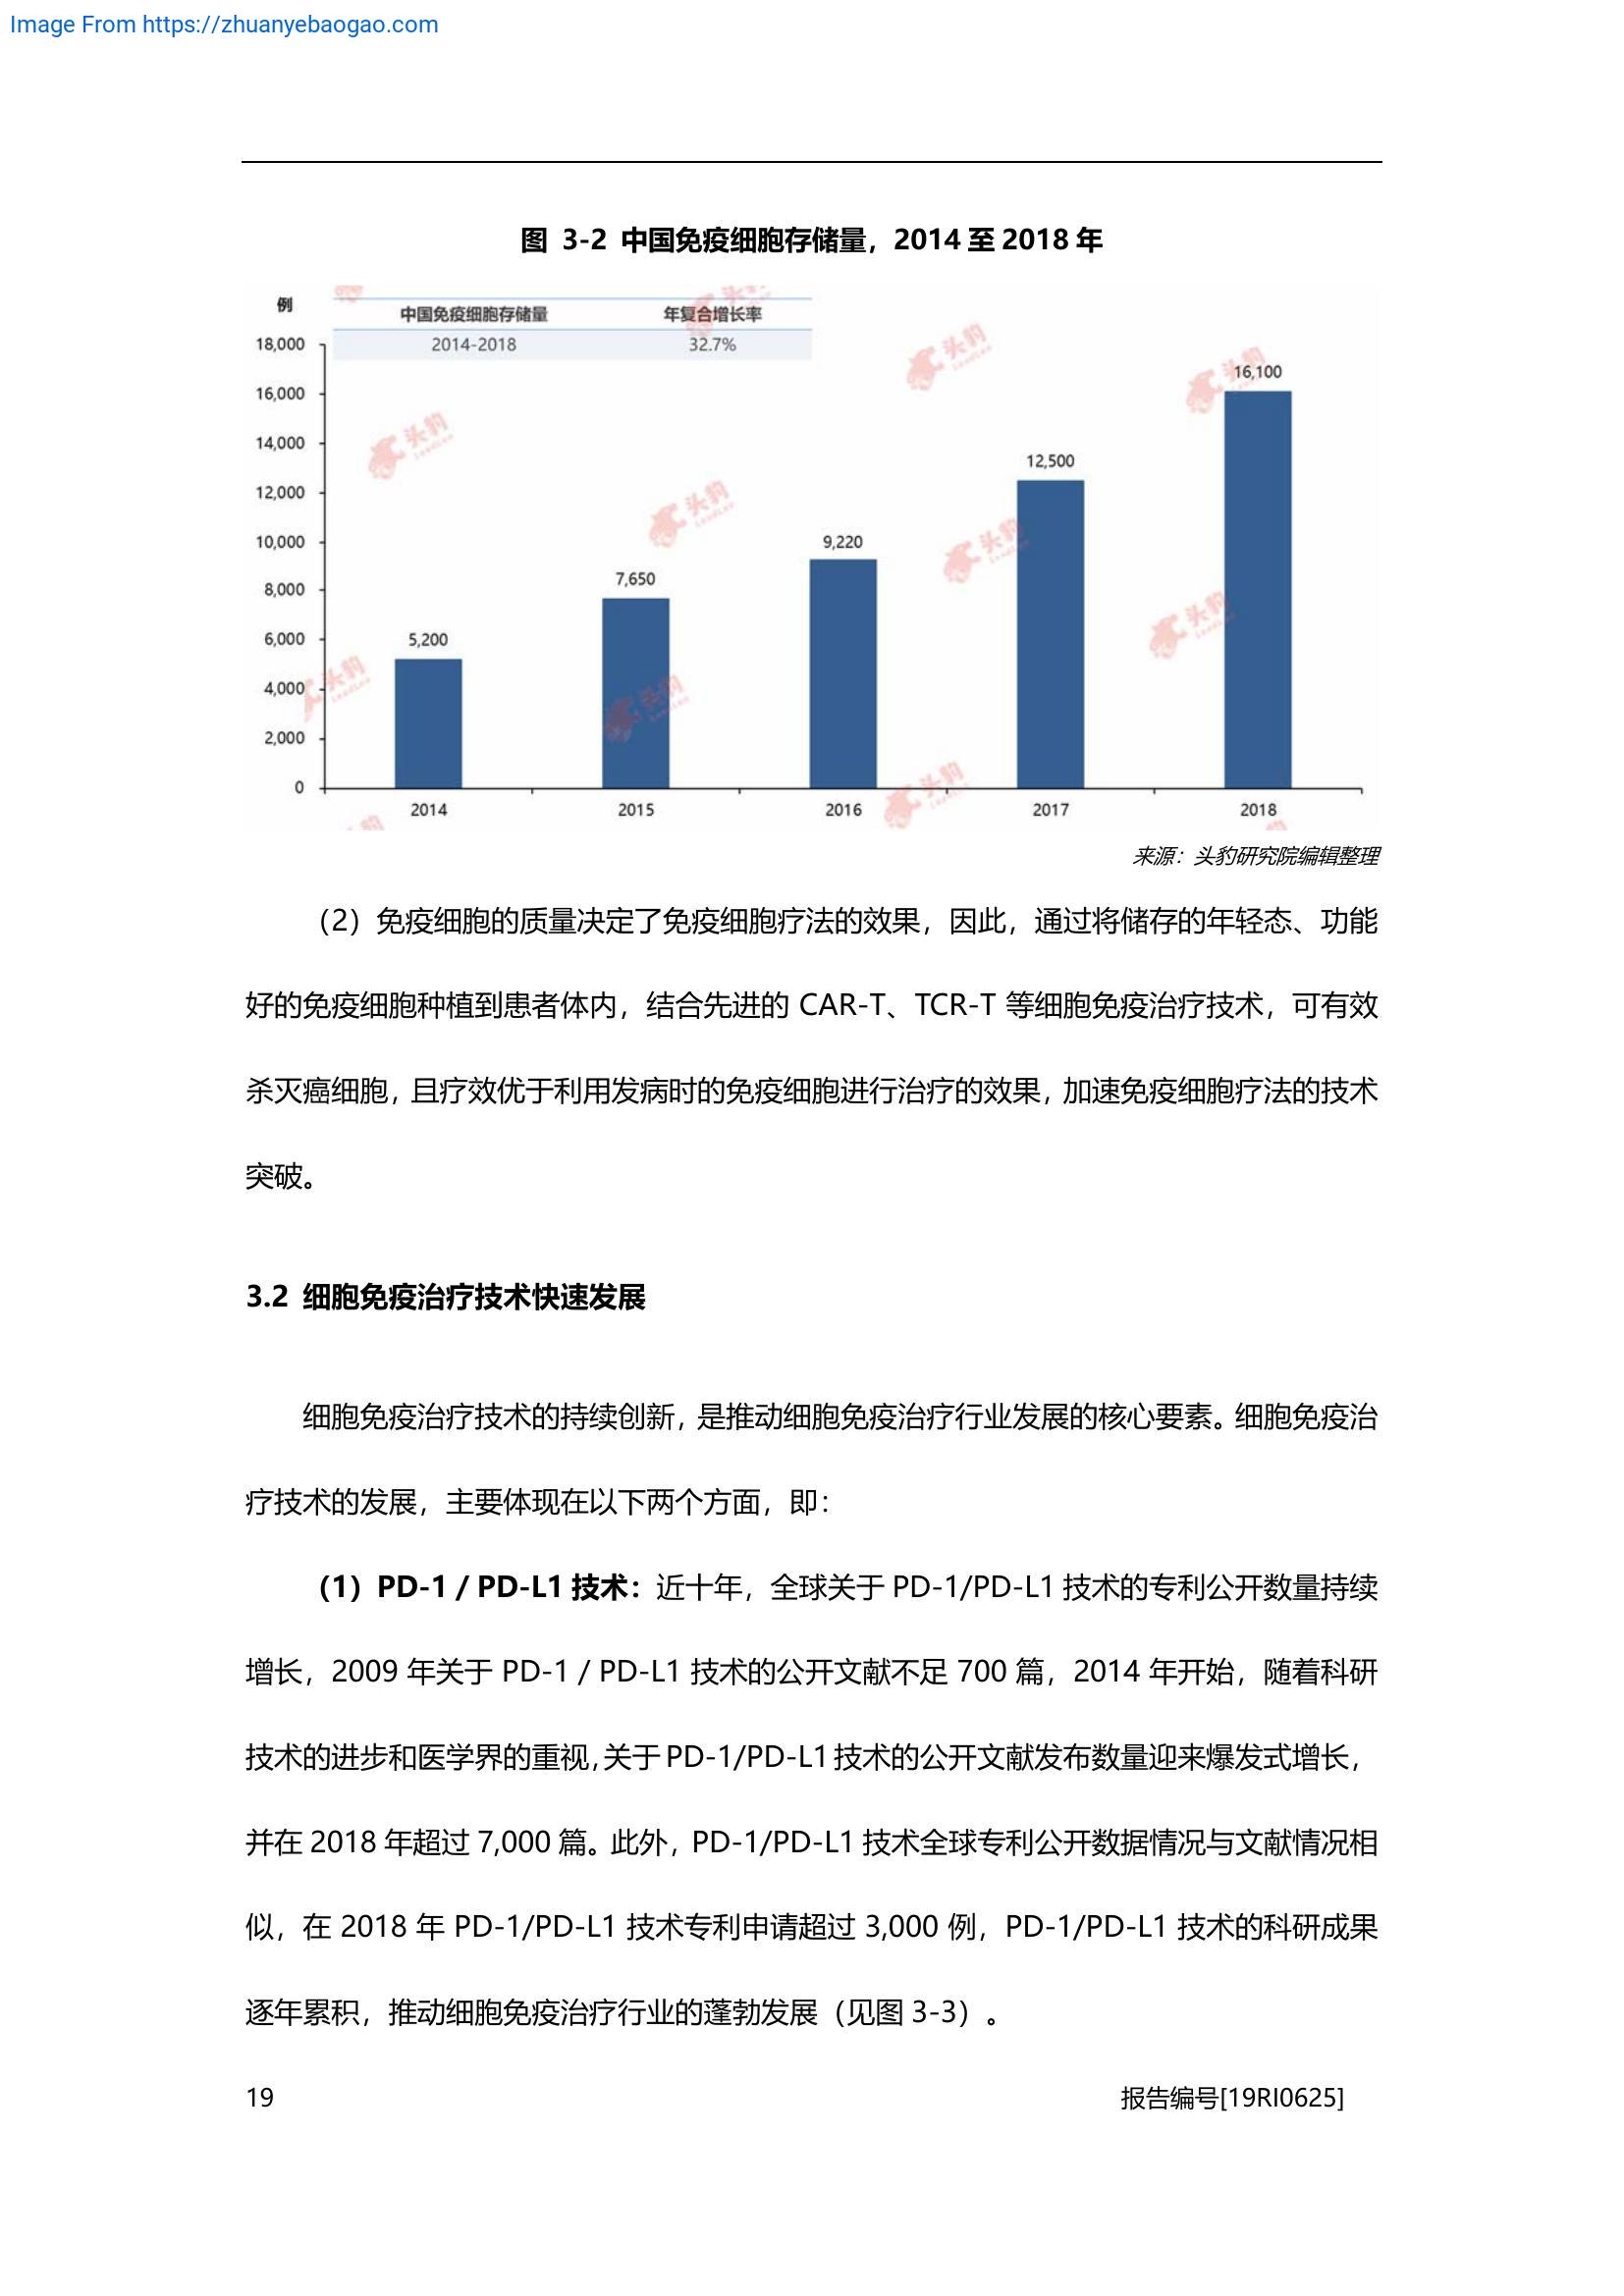 Image From https://zhuanyebaogao.com
图 3-2 中国免疫细胞存储量，2014 至 2018 年
例
中国免疫细胞存储量 年复合增长率
2014-2018 32.7%
18,000
16,000
14,000
12,000
10,000
8,000
6,000
4,000
2,000
0
5,200
7,650
9,220
12,500
16,100
2014 2015 2016 2017 2018
头豹
LeadLeo
来源：头豹研究院编辑整理
（2）免疫细胞的质量决定了免疫细胞疗法的效果，因此，通过将储存的年轻态、功能
好的免疫细胞种植到患者体内，结合先进的 CAR-T、TCR-T 等细胞免疫治疗技术，可有效
杀灭癌细胞，且疗效优于利用发病时的免疫细胞进行治疗的效果，加速免疫细胞疗法的技术
突破。
3.2 细胞免疫治疗技术快速发展
细胞免疫治疗技术的持续创新，是推动细胞免疫治疗行业发展的核心要素。细胞免疫治
疗技术的发展，主要体现在以下两个方面，即：
（1）PD-1 / PD-L1 技术：近十年，全球关于 PD-1/PD-L1 技术的专利公开数量持续
增长，2009 年关于 PD-1 / PD-L1 技术的公开文献不足 700 篇，2014 年开始，随着科研
技术的进步和医学界的重视，关于 PD-1/PD-L1 技术的公开文献发布数量迎来爆发式增长，
并在 2018 年超过 7,000 篇。此外，PD-1/PD-L1 技术全球专利公开数据情况与文献情况相
似，在 2018 年 PD-1/PD-L1 技术专利申请超过 3,000 例，PD-1/PD-L1 技术的科研成果
逐年累积，推动细胞免疫治疗行业的蓬勃发展（见图 3-3）。
19 报告编号[19RI0625]